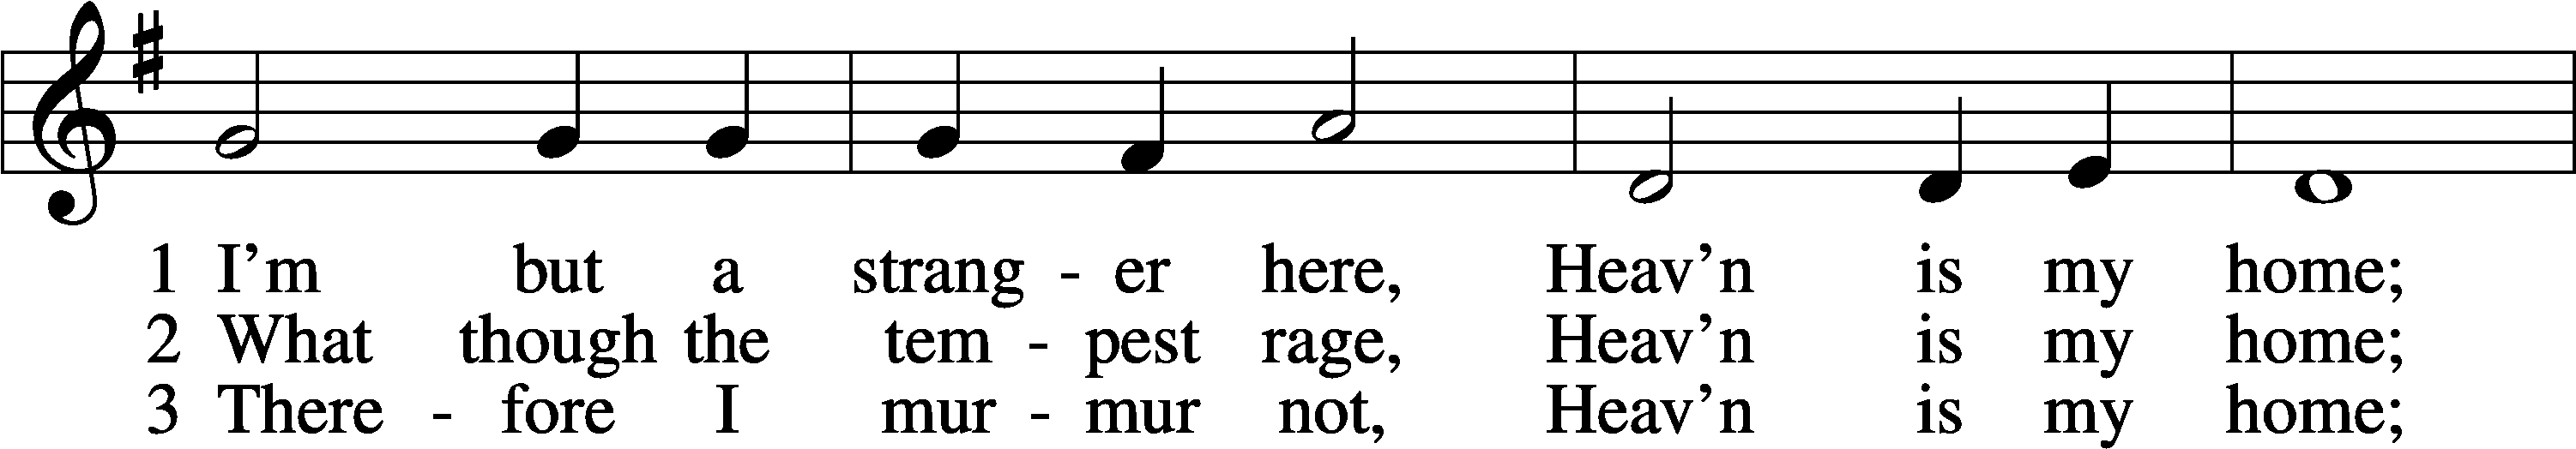 1 I’m but a strang - er here, Heav’n is my home;
2 What though the tem - pest rage, Heav’n is my home;
3 There - fore I mur - mur not, Heav’n is my home;